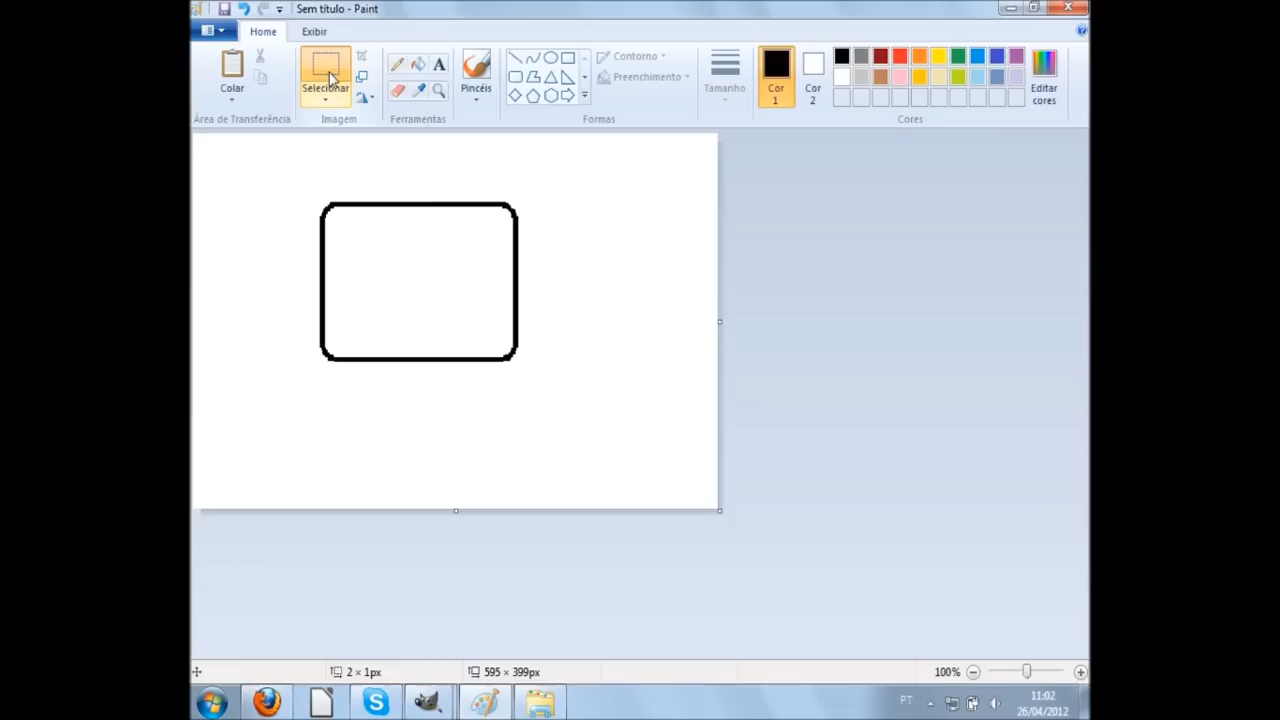 Sem título - Paint
Home Exibir
Colar
Selecionar
A
Pincéis
Contorno
Preenchimento
Tamanho
Cor 1
Cor 2
Editar cores
Área de Transferência
Imagem
Ferramentas
Formas
Cores
2 × 1px
595 × 399px
100%
PT
11:02
26/04/2012